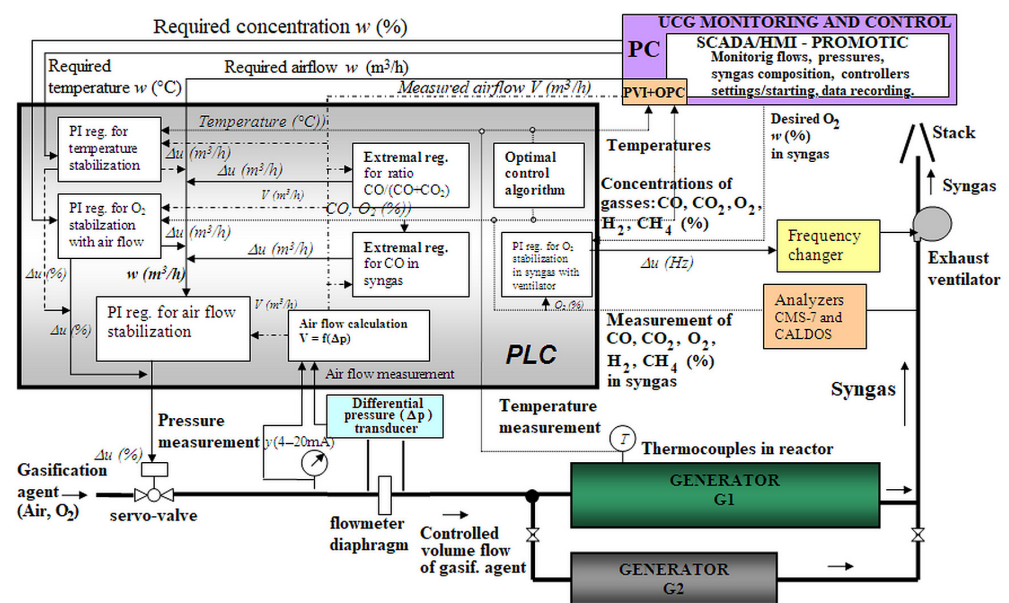 Required concentration w (%)
UCG MONITORING AND CONTROL
PC
SCADA/HMI - PROMOTIC
Monitorig flows, pressures,
syngas composition, controllers
settings/starting, data recording.
Required
temperature w (°C)
Required airflow w (m³/h)
Measured airflow V (m³/h)
PVI+OPC
Temperature (°C))
Desired O₂
w (%)
in syngas
Stack
PI reg. for
temperature
stabilization
Δu (m³/h)
Δu (m³/h)
Extremal reg.
for ratio
CO/(CO+CO₂)
Optimal
control
algorithm
Temperatures
Syngas
V (m³/h)
Concentrations of
gasses: CO, CO₂, O₂,
H₂, CH₄ (%)
PI reg. for O₂
stabilization
with air flow
CO, O₂ (%))
Δu (m³/h)
Δu (m³/h)
Extremal reg.
for CO in
syngas
PI reg. for O₂
stabilization
in syngas with
ventilator
Δu (Hz)
Frequency
changer
Exhaust
ventilator
Δu (%)
w (m³/h)
V (m³/h)
O₂ (%)
Analyzers
CMS-7 and
CALDOS
PI reg. for air flow
stabilization
Δu (%)
Air flow calculation
V = f(Δp)
PLC
Measurement of
CO, CO₂, O₂,
H₂, CH₄ (%)
in syngas
Air flow measurement
Syngas
Pressure
measurement
Differential
pressure (Δp)
transducer
Temperature
measurement
y(4–20mA)
T
Thermocouples in reactor
Δu (%)
Gasification
agent
(Air, O₂)
servo-valve
GENERATOR
G1
flowmeter
diaphragm
Controlled
volume flow
of gasif. agent
GENERATOR
G2